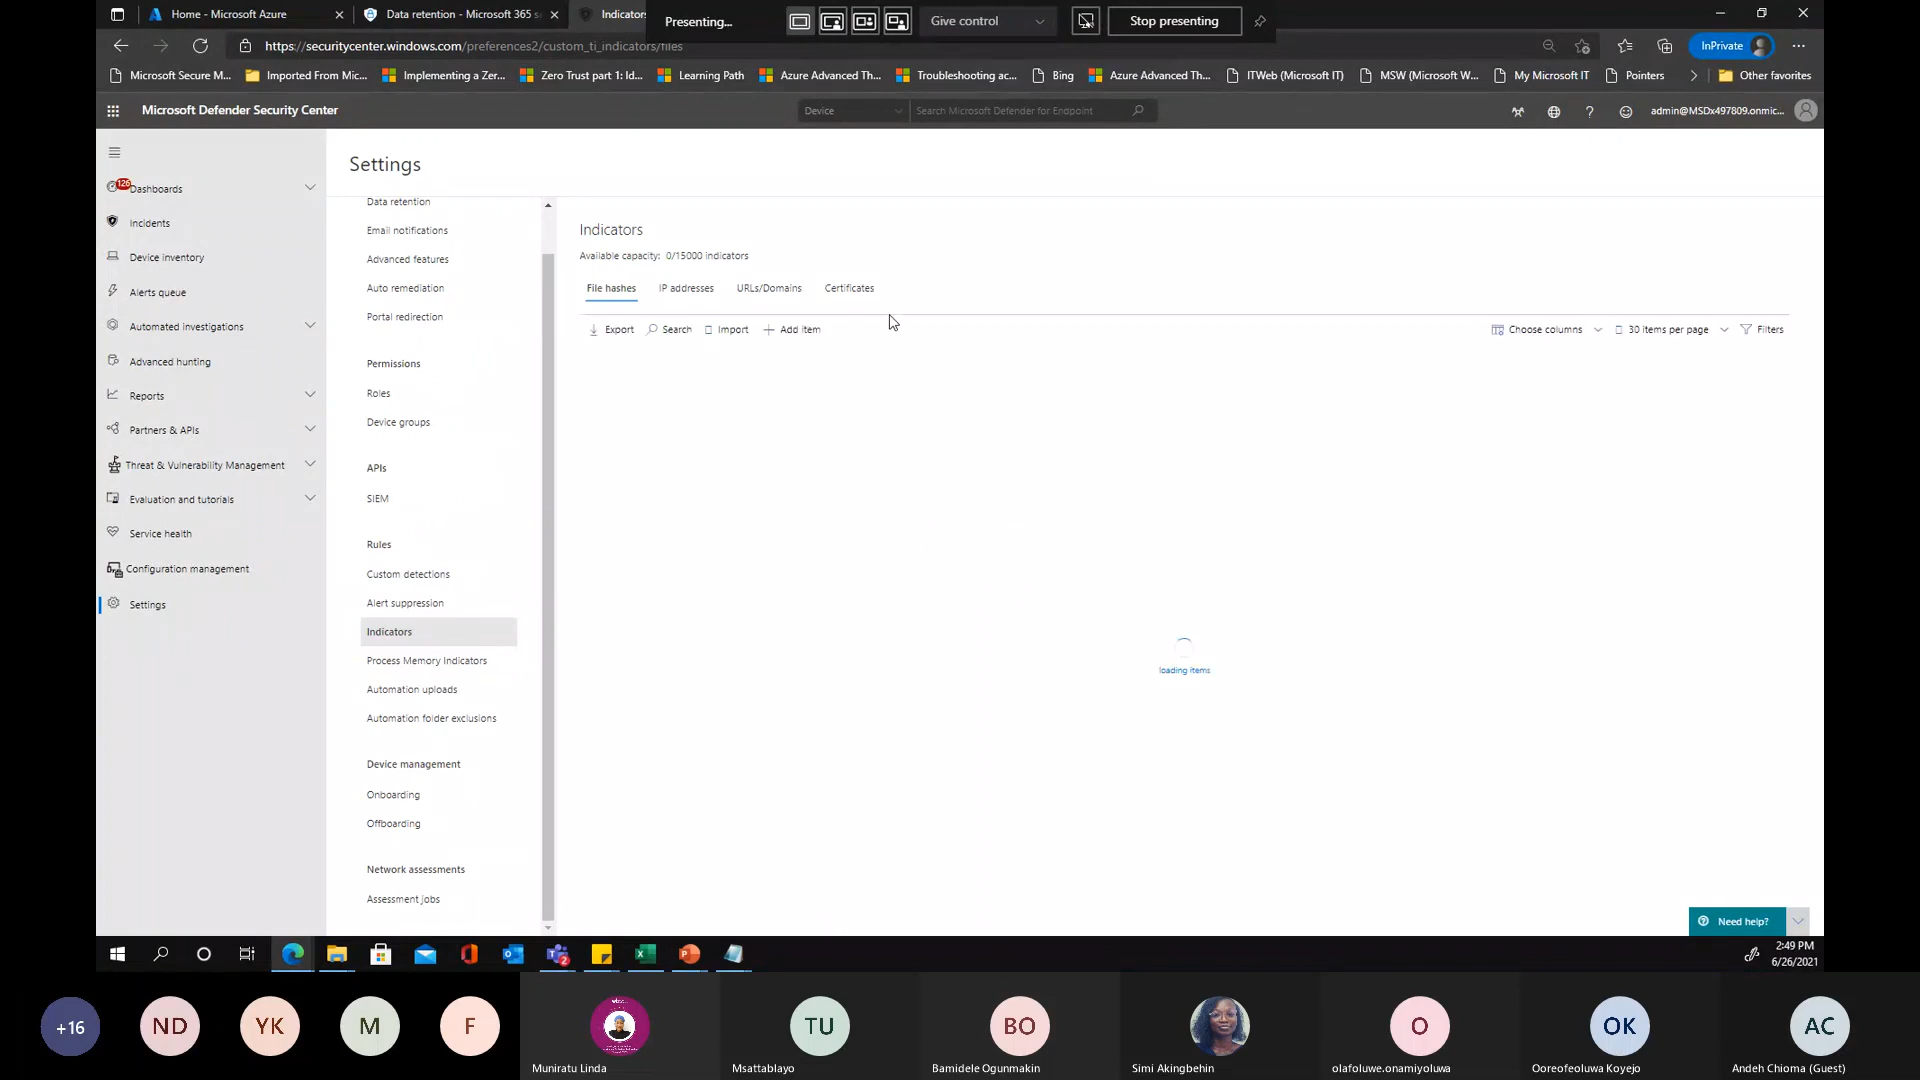 Home - Microsoft Azure
Data retention - Microsoft 365 s
Indicators
Presenting...
Give control
Stop presenting
https://securitycenter.windows.com/preferences2/custom_ti_indicators/files
InPrivate
Microsoft Secure M...
Imported From Mic...
Implementing a Zer...
Zero Trust part 1: Id...
Learning Path
Azure Advanced Th...
Troubleshooting ac...
Bing
Azure Advanced Th...
ITWeb (Microsoft IT)
MSW (Microsoft W...
My Microsoft IT
Pointers
Other favorites
Microsoft Defender Security Center
Device
Search Microsoft Defender for Endpoint
admin@MSDx497809.onmic...
126
Dashboards
Incidents
Device inventory
Alerts queue
Automated investigations
Advanced hunting
Reports
Partners & APIs
Threat & Vulnerability Management
Evaluation and tutorials
Service health
Configuration management
Settings
Settings
Data retention
Email notifications
Advanced features
Auto remediation
Portal redirection
Permissions
Roles
Device groups
APIs
SIEM
Rules
Custom detections
Alert suppression
Indicators
Process Memory Indicators
Automation uploads
Automation folder exclusions
Device management
Onboarding
Offboarding
Network assessments
Assessment jobs
Indicators
Available capacity: 0/15000 indicators
File hashes
IP addresses
URLs/Domains
Certificates
Export
Search
Import
Add item
Choose columns
30 items per page
Filters
loading items
Need help?
2
2:49 PM
6/26/2021
+16
ND
YK
M
F
Muniratu Linda
TU
Msattablayo
BO
Bamidele Ogunmakin
Simi Akingbehin
O
olafoluwe.onamiyoluwa
OK
Ooreofeoluwa Koyejo
AC
Andeh Chioma (Guest)